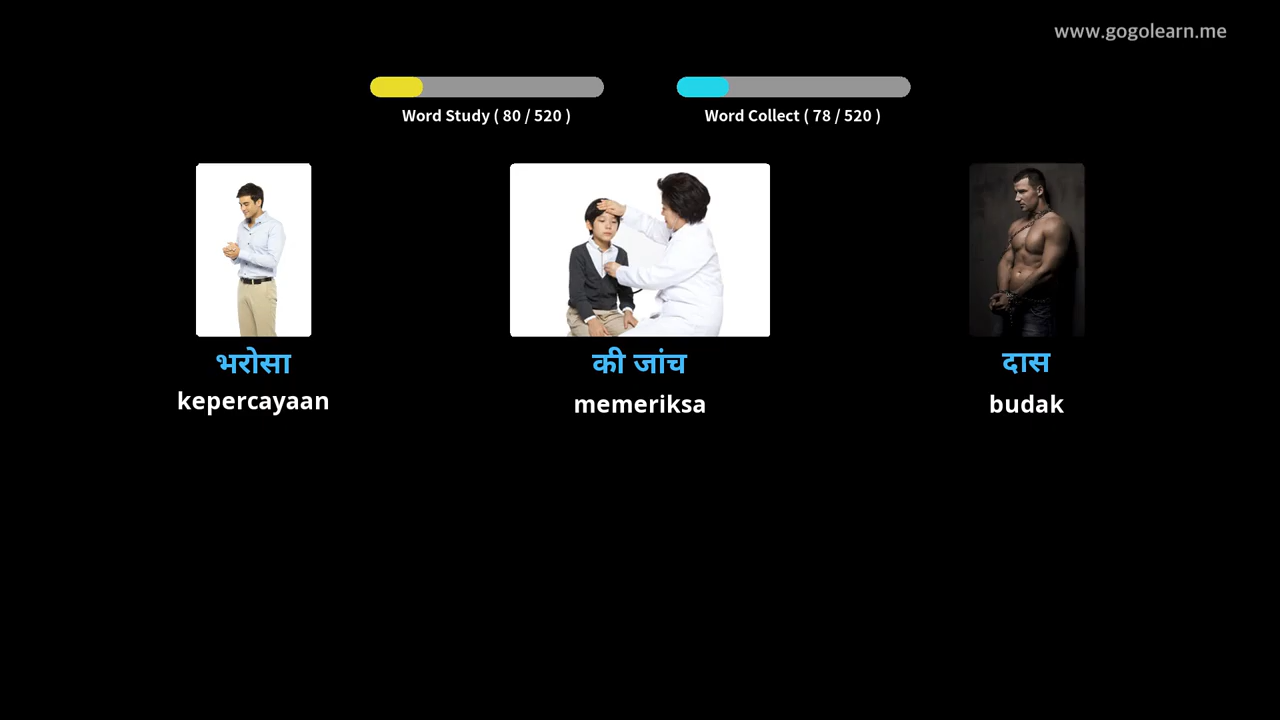 www.gogolearn.me
Word Study ( 80 / 520 )
Word Collect ( 78 / 520 )
भरोसा
kepercayaan
की जांच
memeriksa
दास
budak